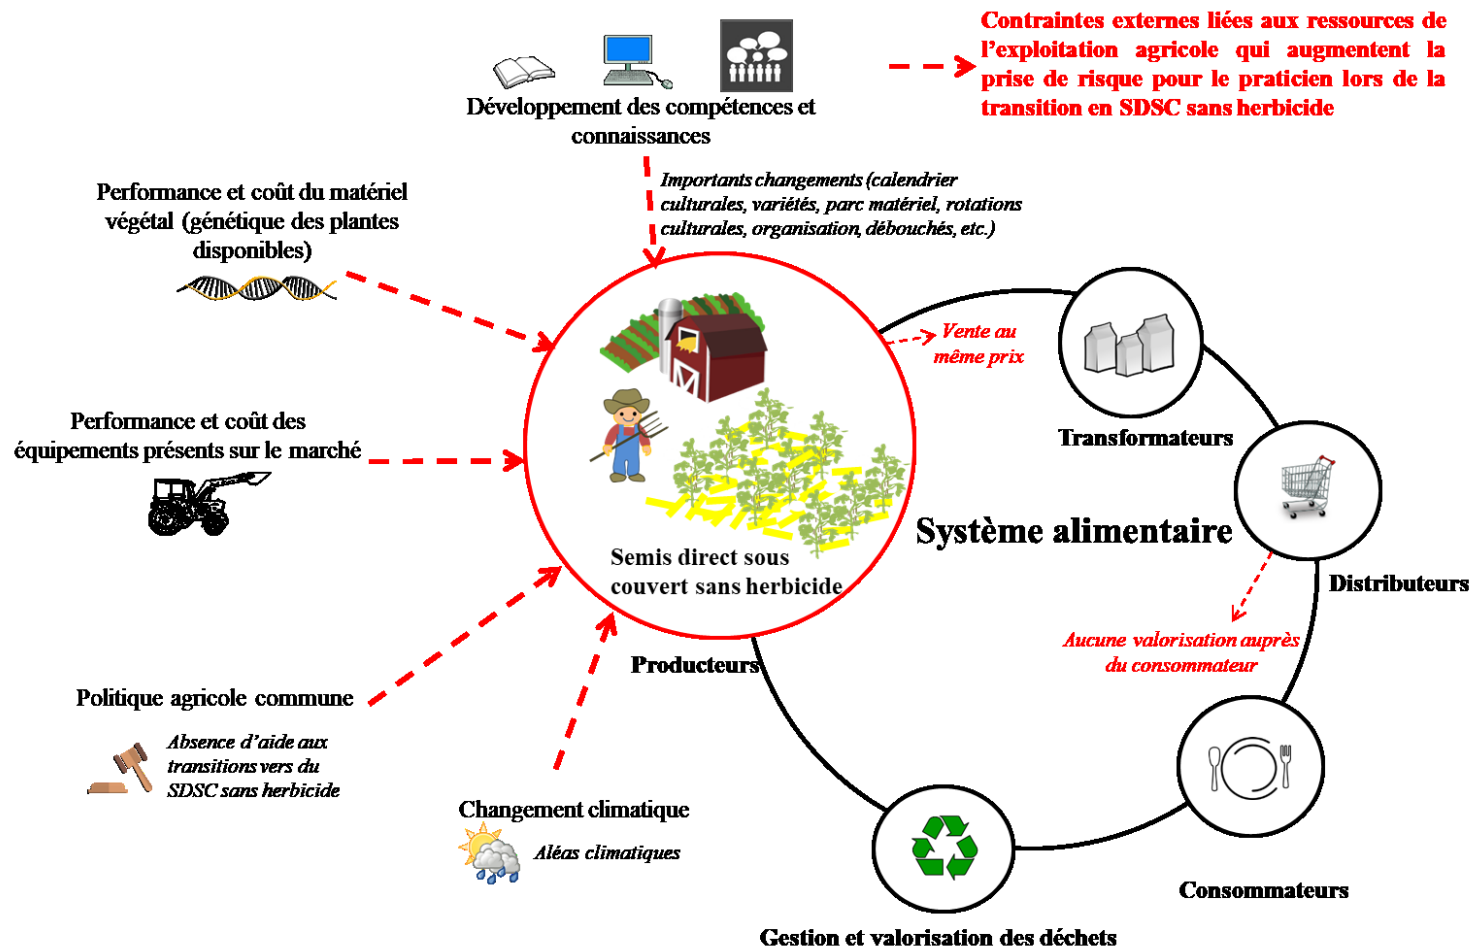 Contraintes externes liées aux ressources de
l’exploitation agricole qui augmentent la
prise de risque pour le praticien lors de la
transition en SDSC sans herbicide
Développement des compétences et
connaissances
Importants changements (calendrier
culturales, variétés, parc matériel, rotations
culturales, organisation, débouchés, etc.)
Performance et coût du matériel
végétal (génétique des plantes
disponibles)
Vente au
même prix
Performance et coût des
équipements présents sur le marché
Transformateurs
Système alimentaire
Semis direct sous
couvert sans herbicide
Distributeurs
Aucune valorisation auprès
du consommateur
Producteurs
Politique agricole commune
Absence d’aide aux
transitions vers du
SDSC sans herbicide
Changement climatique
Aléas climatiques
Consommateurs
Gestion et valorisation des déchets